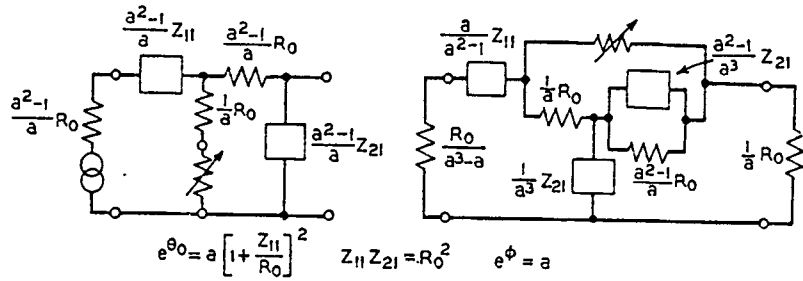 a²-1/a Z₁₁
a²-1/a R₀
a²-1/a R₀
1/a R₀
a²-1/a Z₂₁
a/a²-1 Z₁₁
a²-1/a³ Z₂₁
1/a R₀
R₀/a³-a
1/a³ Z₂₁
a²-1/a R₀
1/a R₀
e^θ₀ = a [1 + Z₁₁/R₀]² Z₁₁ Z₂₁ = R₀² e^ϕ = a